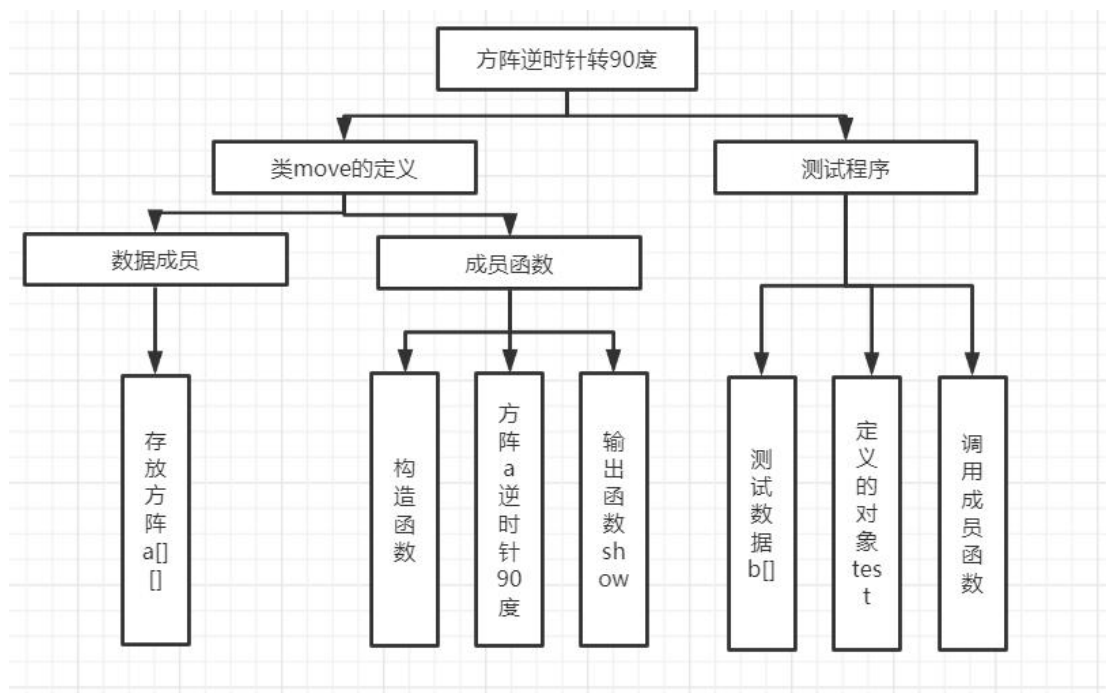 方阵逆时针转90度
类move的定义
测试程序
数据成员
成员函数
存
放
方
阵
a[]
[]
构
造
函
数
方
阵
a
逆
时
针
90
度
输
出
函
数
sh
ow
测
试
数
据
b[]
定
义
的
对
象
tes
t
调
用
成
员
函
数